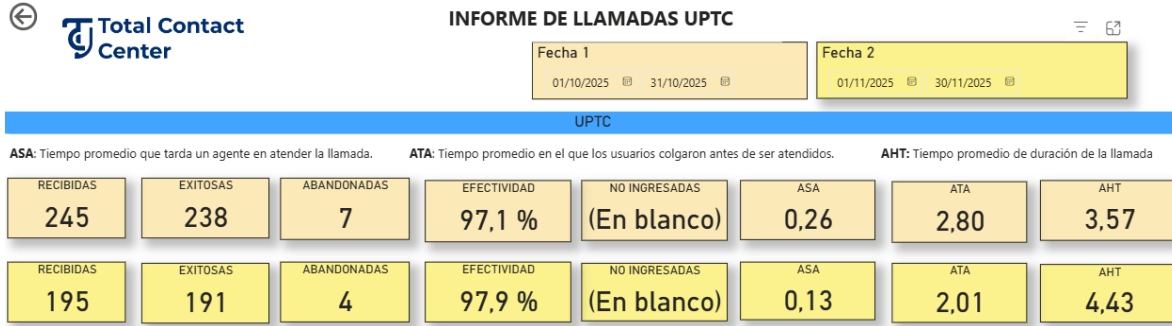 Total Contact
Center
INFORME DE LLAMADAS UPTC
Fecha 1
01/10/2025 31/10/2025
Fecha 2
01/11/2025 30/11/2025
UPTC
ASA: Tiempo promedio que tarda un agente en atender la llamada.
ATA: Tiempo promedio en el que los usuarios colgaron antes de ser atendidos.
AHT: Tiempo promedio de duración de la llamada
RECIBIDAS EXITOSAS ABANDONADAS EFECTIVIDAD NO INGRESADAS ASA ATA AHT
245 238 7 97,1 % (En blanco) 0,26 2,80 3,57
RECIBIDAS EXITOSAS ABANDONADAS EFECTIVIDAD NO INGRESADAS ASA ATA AHT
195 191 4 97,9 % (En blanco) 0,13 2,01 4,43